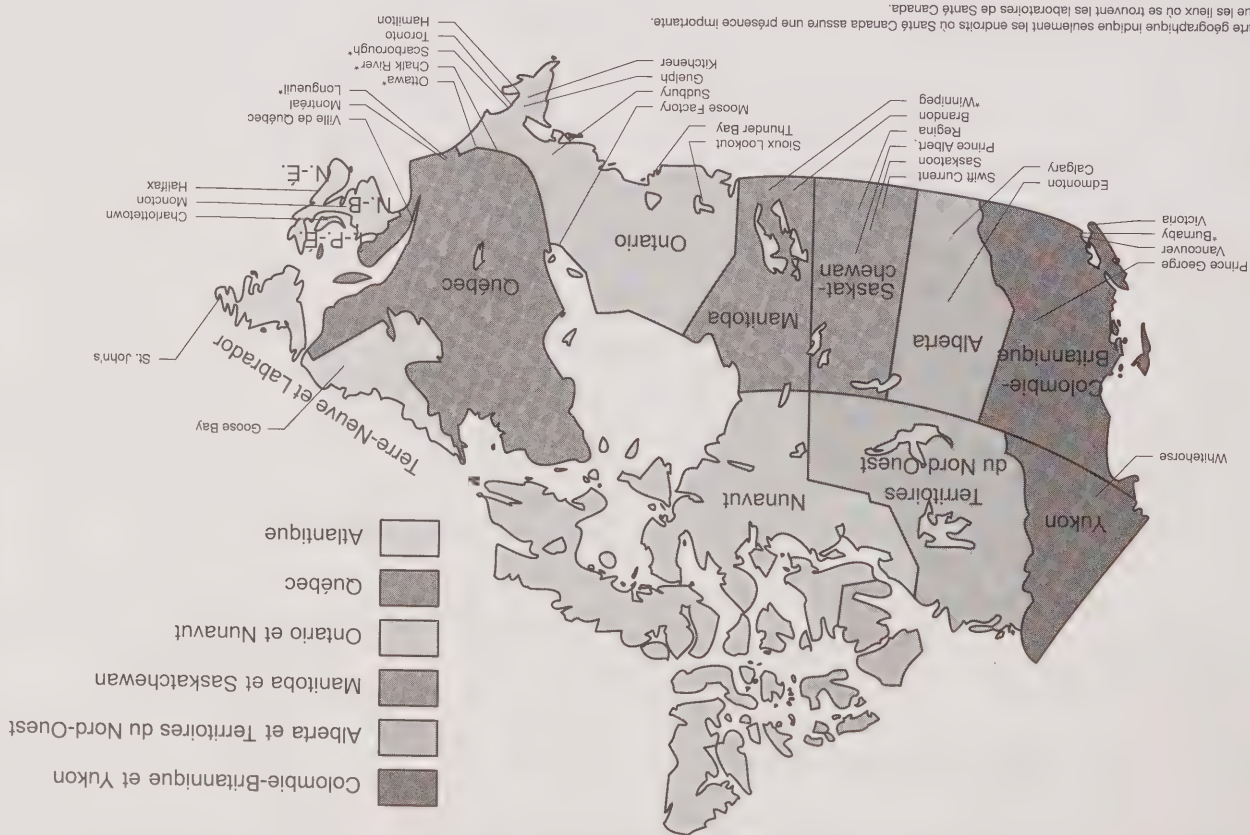 Colombie-Britannique et Yukon
Alberta et Territoires du Nord-Ouest
Manitoba et Saskatchewan
Ontario et Nunavut
Québec
Atlantique
Yukon
Territoires
du Nord-Ouest
Nunavut
Whitehorse
Goose Bay
Terre-Neuve et Labrador
St. John's
Colombie-
Britannique
Alberta
Saskat-
chewan
Manitoba
Ontario
Québec
Î.-P.-É.
N.-B.
N.-É.
Prince George
Vancouver
*Burnaby
Victoria
Edmonton
Calgary
Swift Current
Saskatoon
Prince Albert
Regina
Brandon
*Winnipeg
Sioux Lookout
Thunder Bay
Moose Factory
Sudbury
Guelph
Kitchener
Charlottetown
Moncton
Halifax
Ville de Québec
Montréal
Longueuil*
Ottawa*
Chalk River*
Scarborough*
Toronto
Hamilton
arte géographique indique seulement les endroits où Santé Canada assure une présence importante.
ue les lieux où se trouvent les laboratoires de Santé Canada.